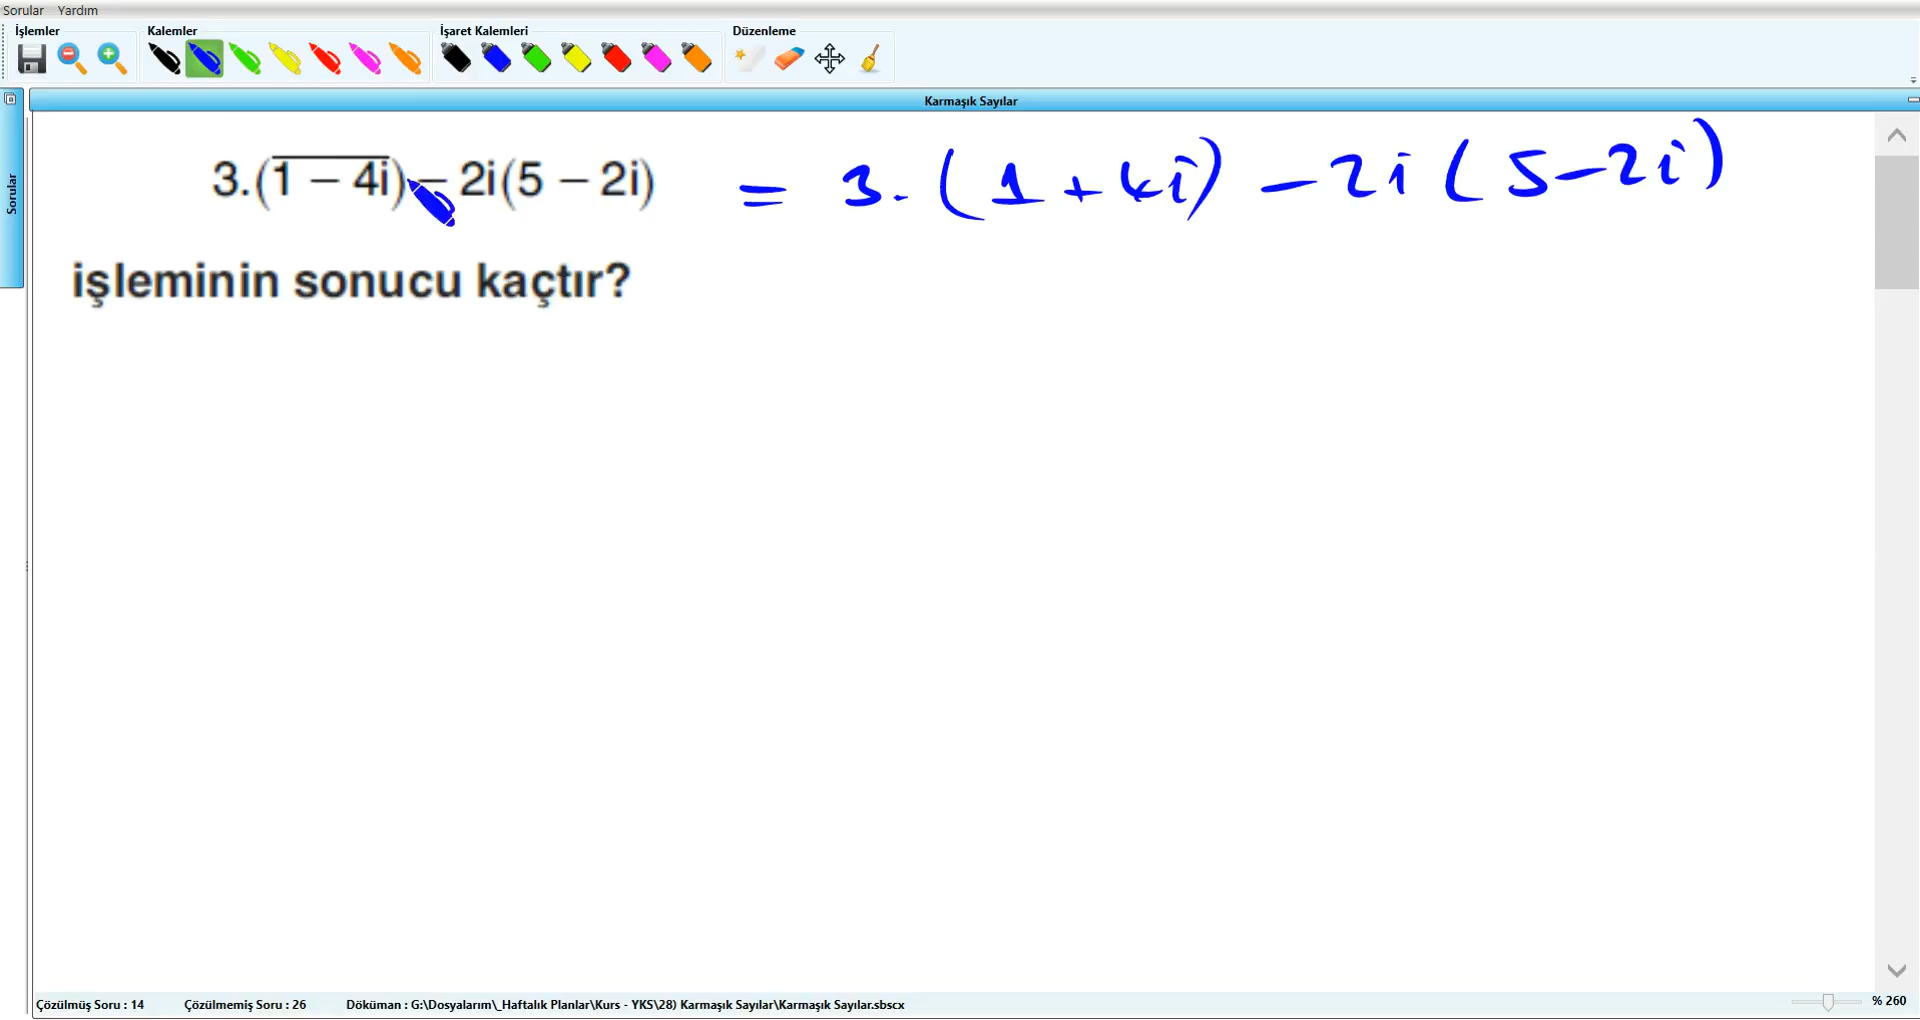 Sorular Yardım
İşlemler Kalemler İşaret Kalemleri Düzenleme
Karmaşık Sayılar
Sorular
3.(1 − 4i) − 2i(5 − 2i) = 3.(1+4i) − 2i(5−2i)
işleminin sonucu kaçtır?
Çözülmüş Soru : 14 Çözülmemiş Soru : 26 Döküman : G:\Dosyalarım\_Haftalık Planlar\Kurs - YKS\28) Karmaşık Sayılar\Karmaşık Sayılar.sbscx % 260